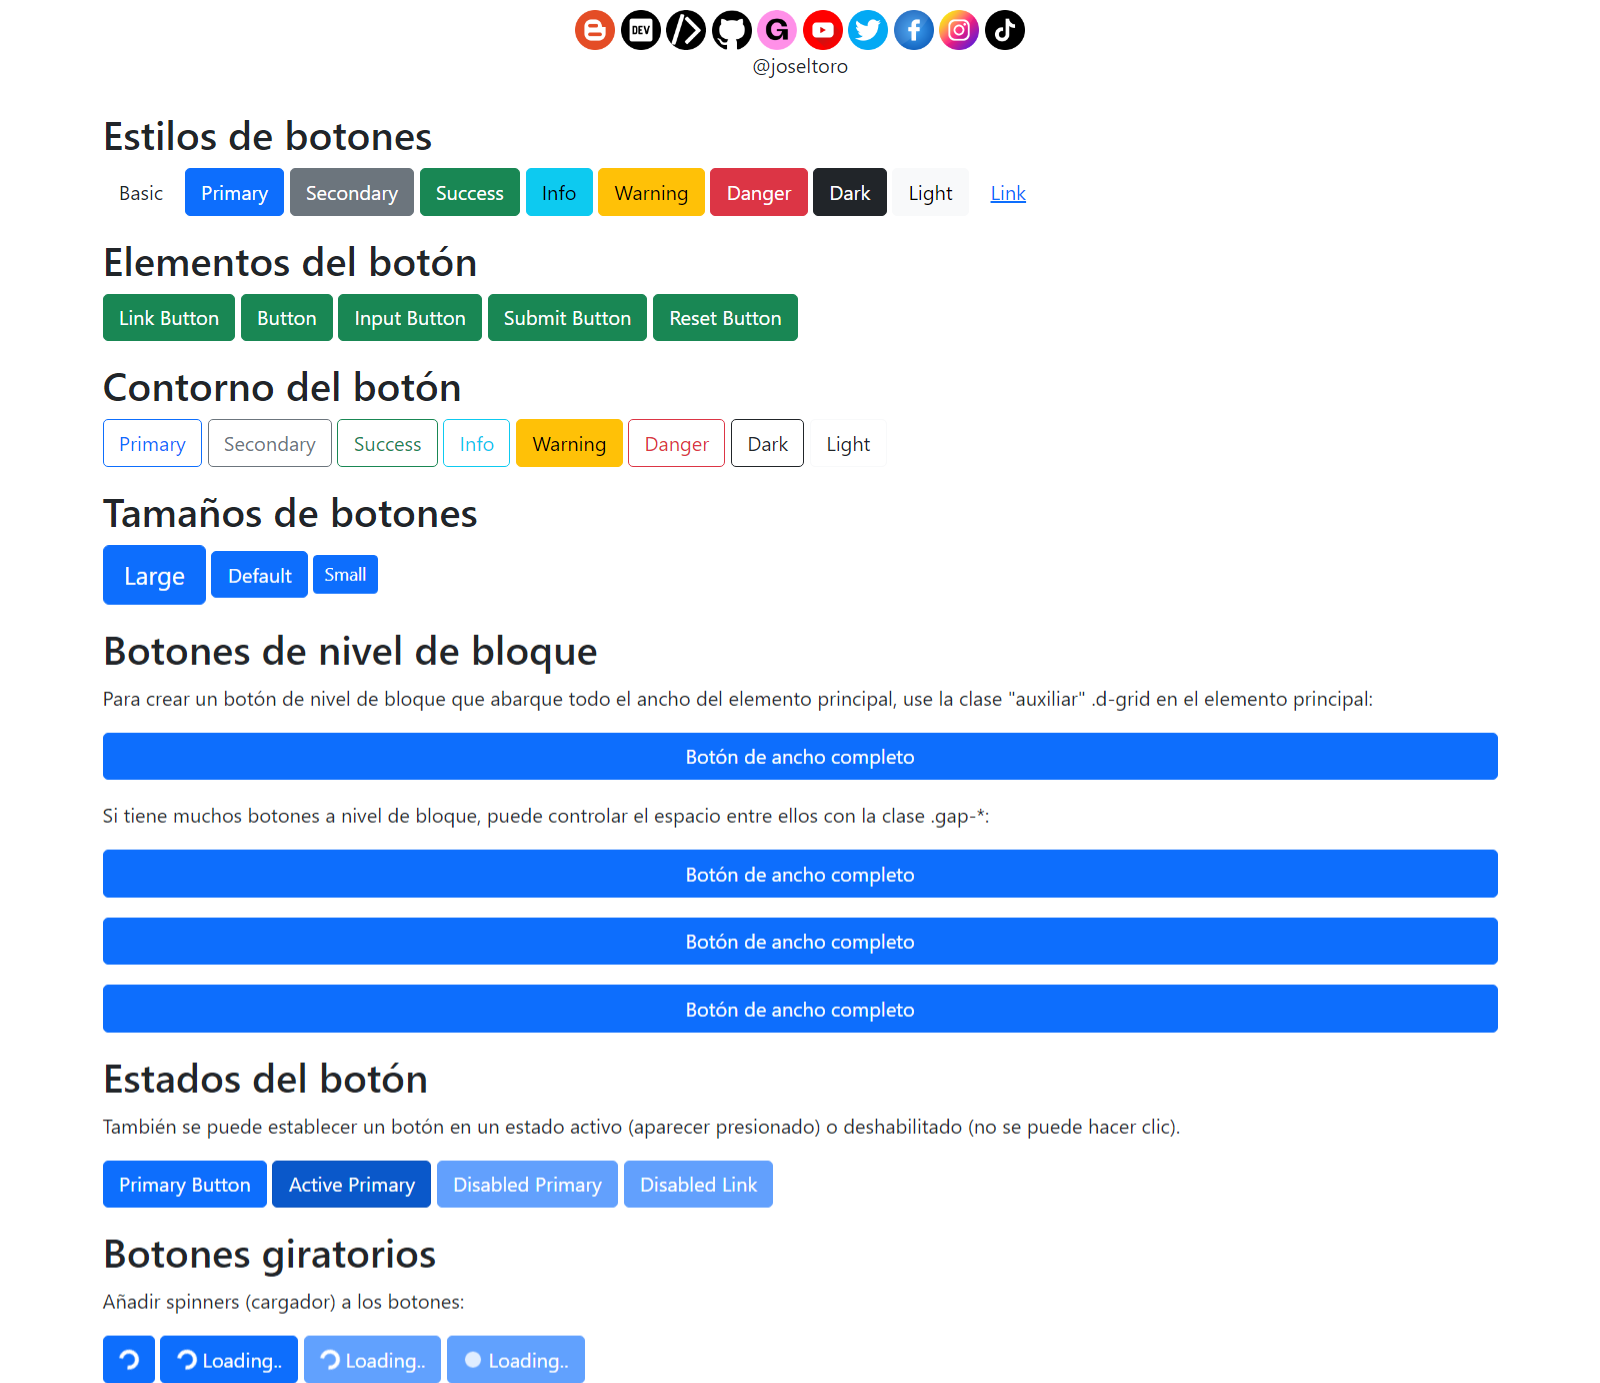 DEV G
@joseltoro
Estilos de botones
Basic Primary Secondary Success Info Warning Danger Dark Light Link
Elementos del botón
Link Button Button Input Button Submit Button Reset Button
Contorno del botón
Primary Secondary Success Info Warning Danger Dark Light
Tamaños de botones
Large Default Small
Botones de nivel de bloque
Para crear un botón de nivel de bloque que abarque todo el ancho del elemento principal, use la clase "auxiliar" .d-grid en el elemento principal:
Botón de ancho completo
Si tiene muchos botones a nivel de bloque, puede controlar el espacio entre ellos con la clase .gap-*:
Botón de ancho completo
Botón de ancho completo
Botón de ancho completo
Estados del botón
También se puede establecer un botón en un estado activo (aparecer presionado) o deshabilitado (no se puede hacer clic).
Primary Button Active Primary Disabled Primary Disabled Link
Botones giratorios
Añadir spinners (cargador) a los botones:
Loading.. Loading.. Loading..